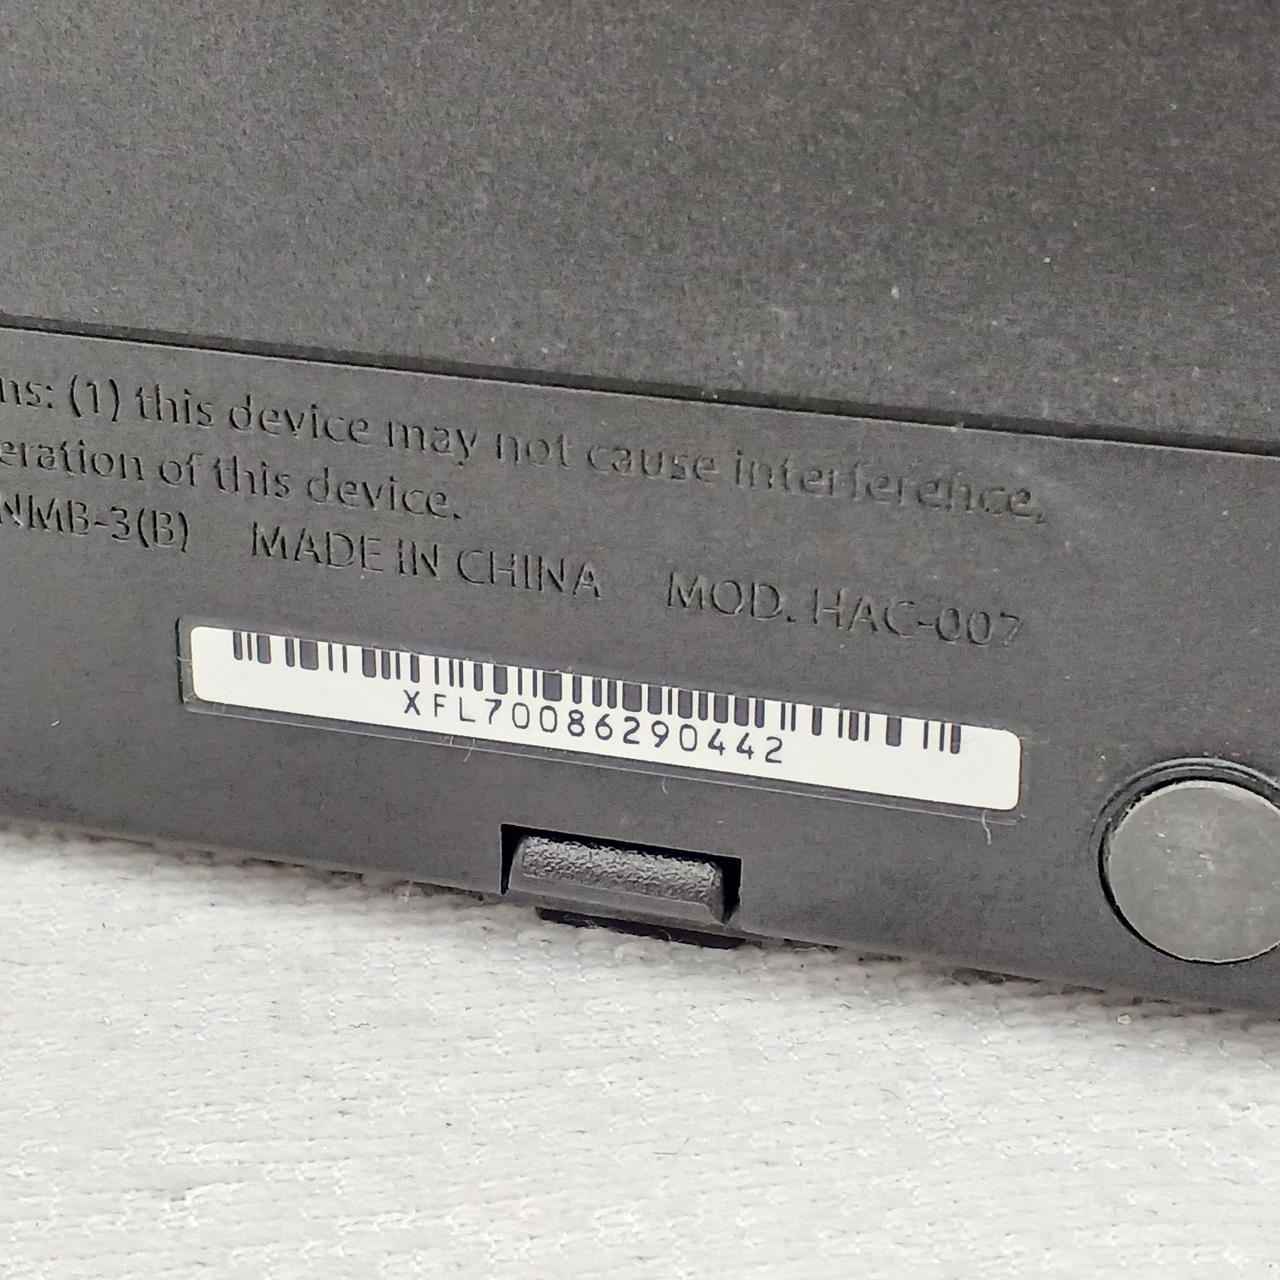 ns: (1) this device may not cause interference,
eration of this device.
NMB-3(B) MADE IN CHINA MOD. HAC-007
XFL70086290442